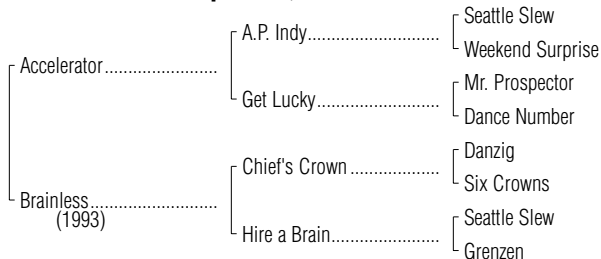 Seattle Slew
A.P. Indy
Weekend Surprise
Accelerator
Mr. Prospector
Get Lucky
Dance Number
Danzig
Chief's Crown
Six Crowns
Brainless
(1993)
Seattle Slew
Hire a Brain
Grenzen